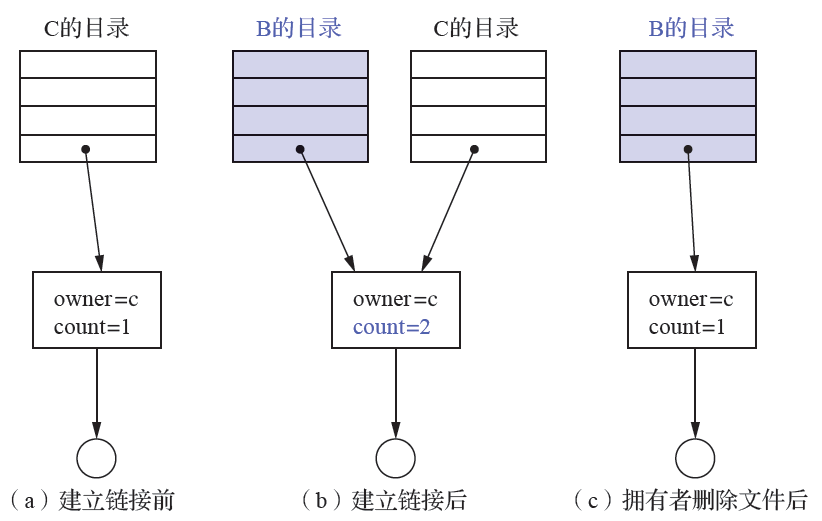 C的目录
B的目录
C的目录
B的目录
owner=c
count=1
owner=c
count=2
owner=c
count=1
（a）建立链接前
（b）建立链接后
（c）拥有者删除文件后